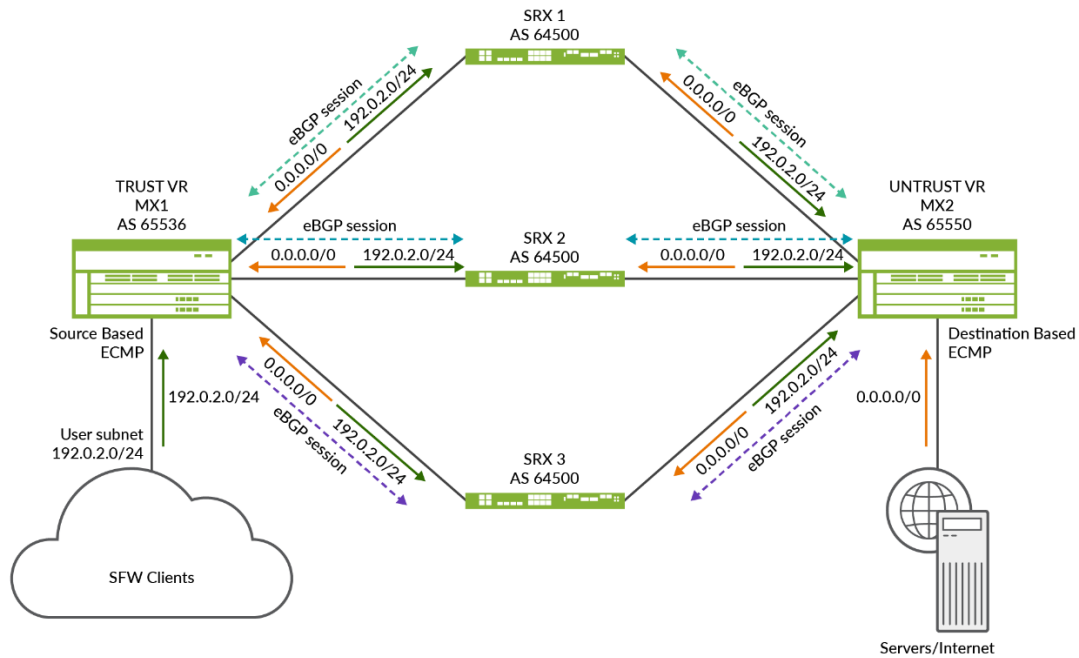 SRX 1
AS 64500
eBGP session
192.0.2.0/24
0.0.0.0/0
0.0.0.0/0
eBGP session
192.0.2.0/24
TRUST VR
MX1
AS 65536
UNTRUST VR
MX2
AS 65550
eBGP session
0.0.0.0/0
192.0.2.0/24
SRX 2
AS 64500
eBGP session
0.0.0.0/0
192.0.2.0/24
Source Based
ECMP
Destination Based
ECMP
192.0.2.0/24
0.0.0.0/0
User subnet
192.0.2.0/24
0.0.0.0/0
192.0.2.0/24
eBGP session
SRX 3
AS 64500
192.0.2.0/24
0.0.0.0/0
eBGP session
SFW Clients
Servers/Internet